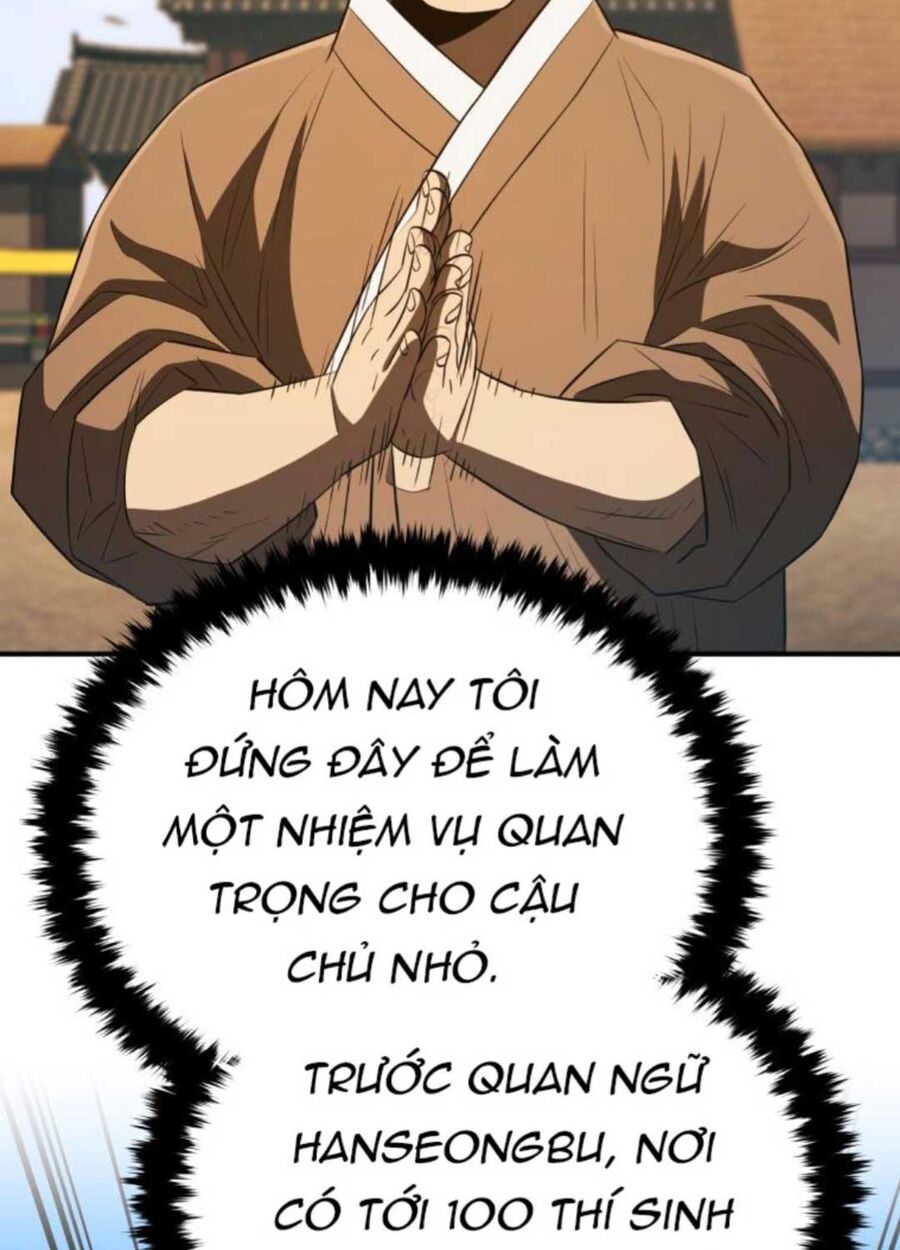 HÔM NAY TÔI
ĐỨNG ĐÂY ĐỂ LÀM
MỘT NHIỆM VỤ QUAN
TRỌNG CHO CẬU
CHỦ NHỎ.
TRƯỚC QUAN NGỮ
HANSEONGBU, NƠI
CÓ TỚI 100 THÍ SINH